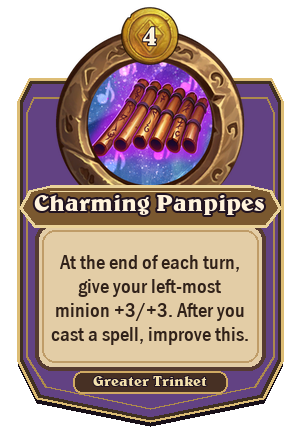 4
Charming Panpipes
At the end of each turn,
give your left-most
minion +3/+3. After you
cast a spell, improve this.
Greater Trinket